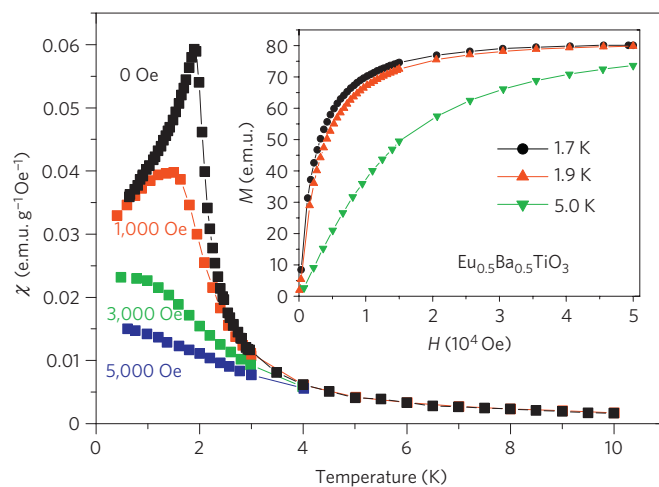 0.06
0.05
0.04
0.03
0.02
0.01
0
χ (e.m.u. g⁻¹Oe⁻¹)
0 Oe
1,000 Oe
3,000 Oe
5,000 Oe
0 2 4 6 8 10
Temperature (K)
80
70
60
50
40
30
20
10
0
M (e.m.u.)
1.7 K
1.9 K
5.0 K
Eu₀.₅Ba₀.₅TiO₃
0 1 2 3 4 5
H (10⁴ Oe)